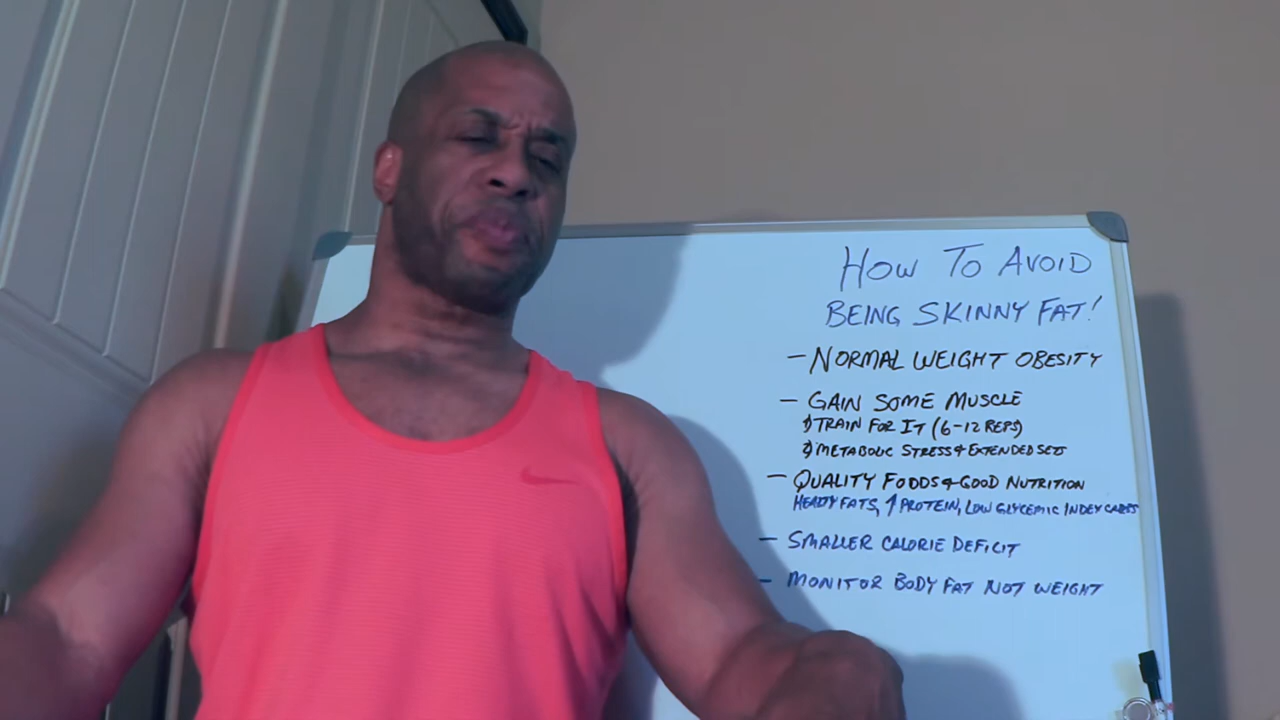 HOW TO AVOID
BEING SKINNY FAT!
- NORMAL WEIGHT OBESITY
- GAIN SOME MUSCLE
1) TRAIN FOR IT (6-12 REPS)
2) METABOLIC STRESS & EXTENDED SETS
- QUALITY FOODS & GOOD NUTRITION
HEALTHY FATS, ↑ PROTEIN, LOW GLYCEMIC INDEX CARBS
- SMALLER CALORIE DEFICIT
- MONITOR BODY FAT NOT WEIGHT